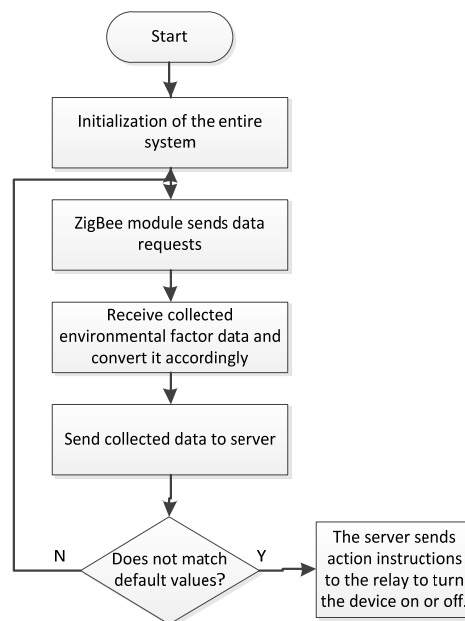 Start
Initialization of the entire
system
ZigBee module sends data
requests
Receive collected
environmental factor data and
convert it accordingly
Send collected data to server
Does not match
default values?
N
Y
The server sends
action instructions
to the relay to turn
the device on or off.